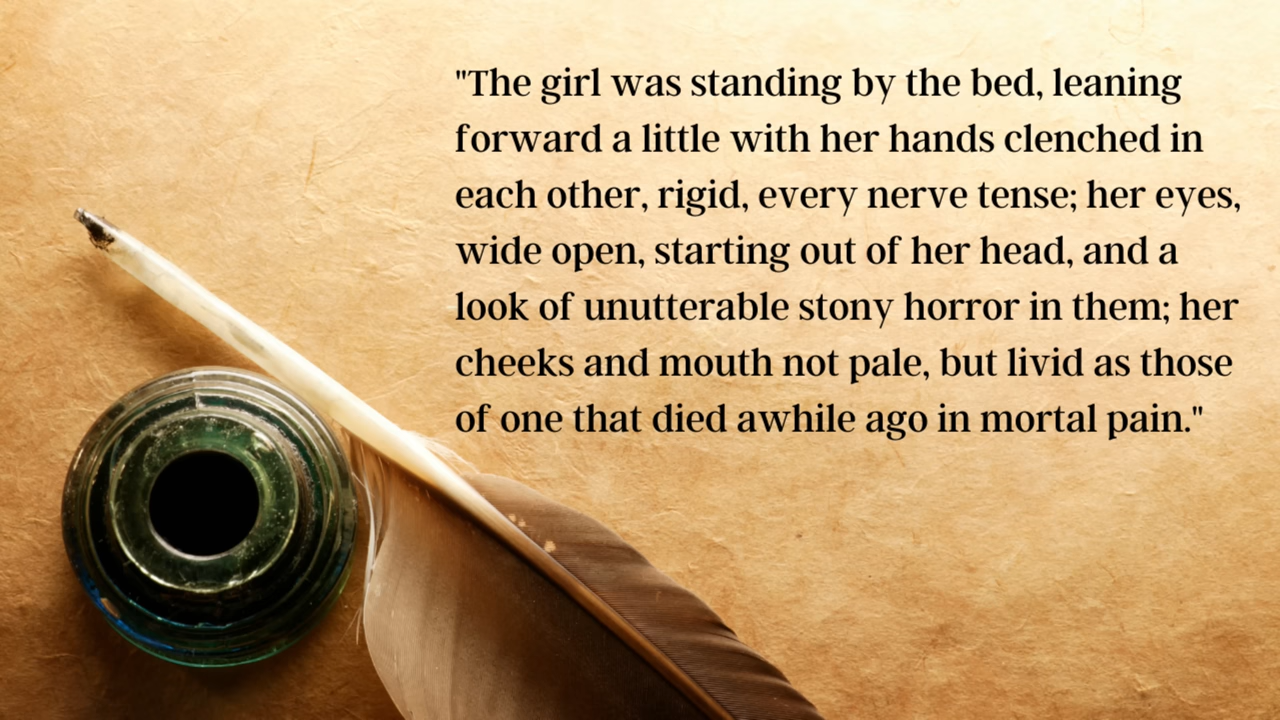 "The girl was standing by the bed, leaning
forward a little with her hands clenched in
each other, rigid, every nerve tense; her eyes,
wide open, starting out of her head, and a
look of unutterable stony horror in them; her
cheeks and mouth not pale, but livid as those
of one that died awhile ago in mortal pain."